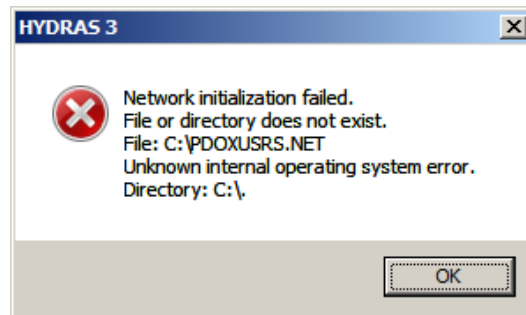 HYDRAS 3
Network initialization failed.
File or directory does not exist.
File: C:\PDOXUSRS.NET
Unknown internal operating system error.
Directory: C:\.
OK